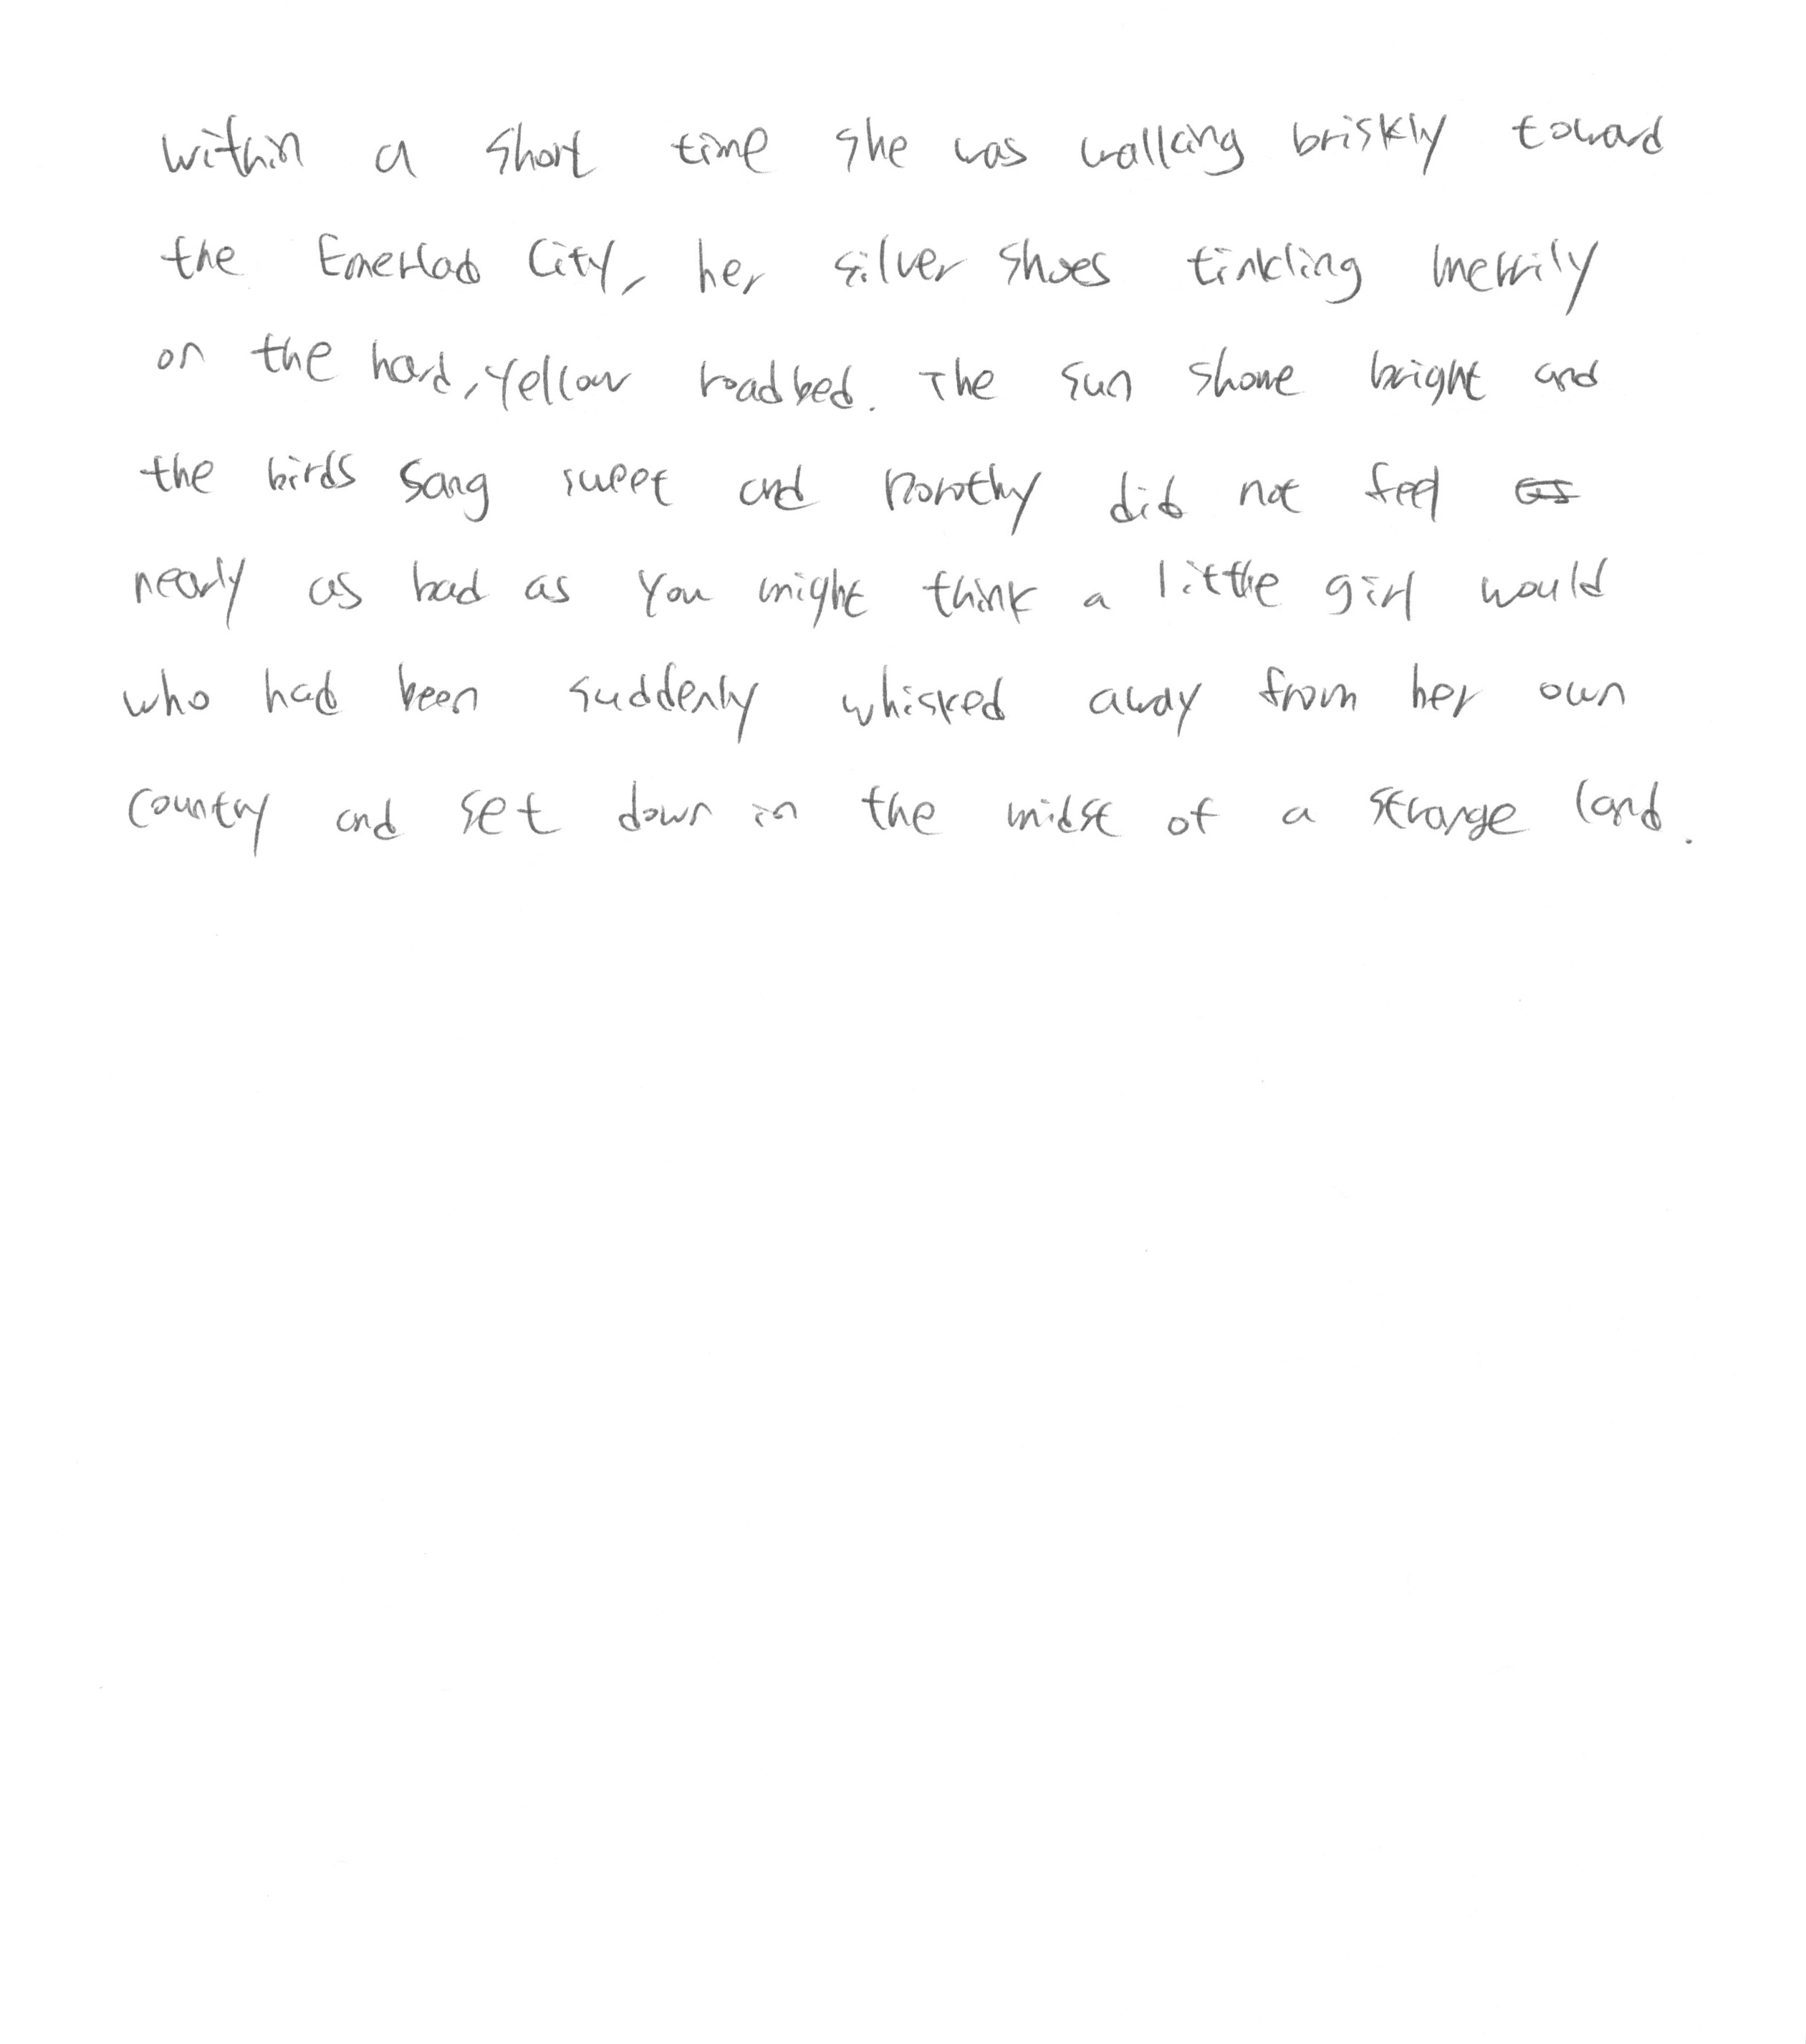 within a short time she was walking briskly toward
the Emerlad City, her silver shoes tinkling merrily
on the hard, yellow roadbed. The sun shone bright and
the birds sang sweet and Dorothy did not feel
nearly as bad as you might think a little girl would
who had been suddenly whisked away from her own
country and set down in the midst of a strange land.